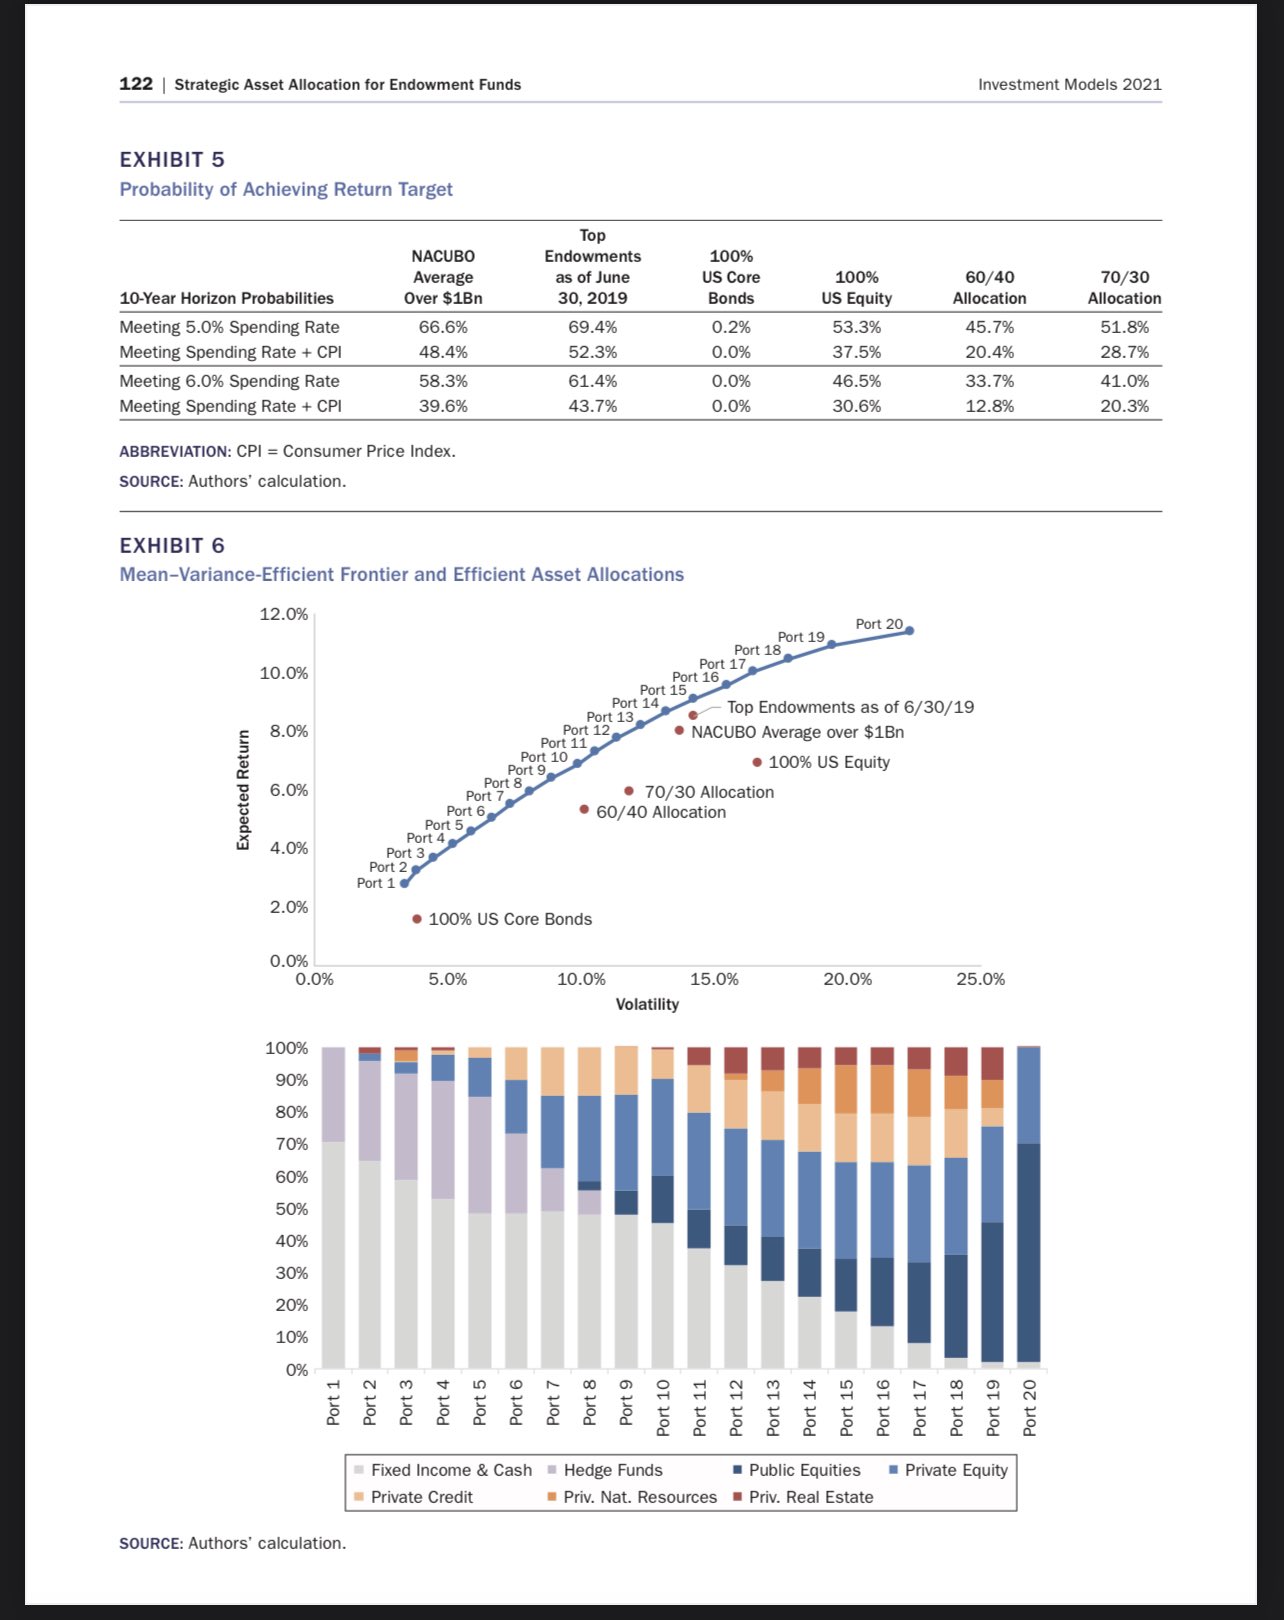 122 | Strategic Asset Allocation for Endowment Funds
Investment Models 2021
EXHIBIT 5
Probability of Achieving Return Target
10-Year Horizon Probabilities NACUBO Average Over $1Bn Top Endowments as of June 30, 2019 100% US Core Bonds 100% US Equity 60/40 Allocation 70/30 Allocation
Meeting 5.0% Spending Rate 66.6% 69.4% 0.2% 53.3% 45.7% 51.8%
Meeting Spending Rate + CPI 48.4% 52.3% 0.0% 37.5% 20.4% 28.7%
Meeting 6.0% Spending Rate 58.3% 61.4% 0.0% 46.5% 33.7% 41.0%
Meeting Spending Rate + CPI 39.6% 43.7% 0.0% 30.6% 12.8% 20.3%
ABBREVIATION: CPI = Consumer Price Index.
SOURCE: Authors' calculation.
EXHIBIT 6
Mean–Variance-Efficient Frontier and Efficient Asset Allocations
Expected Return
12.0%
10.0%
8.0%
6.0%
4.0%
2.0%
0.0%
Port 20
Port 19
Port 18
Port 17
Port 16
Port 15
Port 14
Port 13
Port 12
Port 11
Port 10
Port 9
Port 8
Port 7
Port 6
Port 5
Port 4
Port 3
Port 2
Port 1
Top Endowments as of 6/30/19
NACUBO Average over $1Bn
100% US Equity
70/30 Allocation
60/40 Allocation
100% US Core Bonds
0.0% 5.0% 10.0% 15.0% 20.0% 25.0%
Volatility
100%
90%
80%
70%
60%
50%
40%
30%
20%
10%
0%
Port 1
Port 2
Port 3
Port 4
Port 5
Port 6
Port 7
Port 8
Port 9
Port 10
Port 11
Port 12
Port 13
Port 14
Port 15
Port 16
Port 17
Port 18
Port 19
Port 20
Fixed Income & Cash Hedge Funds Public Equities Private Equity
Private Credit Priv. Nat. Resources Priv. Real Estate
SOURCE: Authors' calculation.